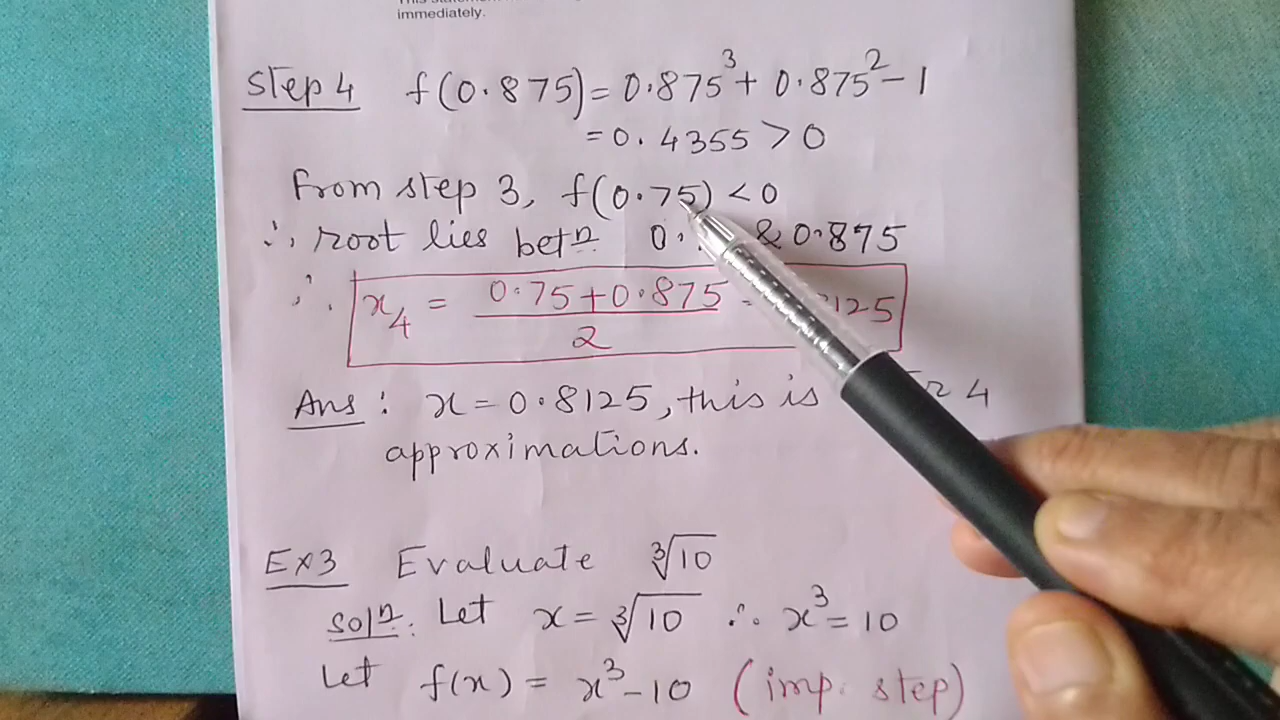 immediately.
Step 4 f(0.875) = 0.875³ + 0.875² - 1
= 0.4355 > 0
From step 3, f(0.75) < 0
∴ root lies betn 0. & 0.875
∴ x₄ = (0.75+0.875)/2 = 8125
Ans : x = 0.8125, this is 4
approximations.
Ex3 Evaluate ∛10
Soln: Let x = ∛10 ∴ x³ = 10
Let f(x) = x³ - 10 (imp. step)